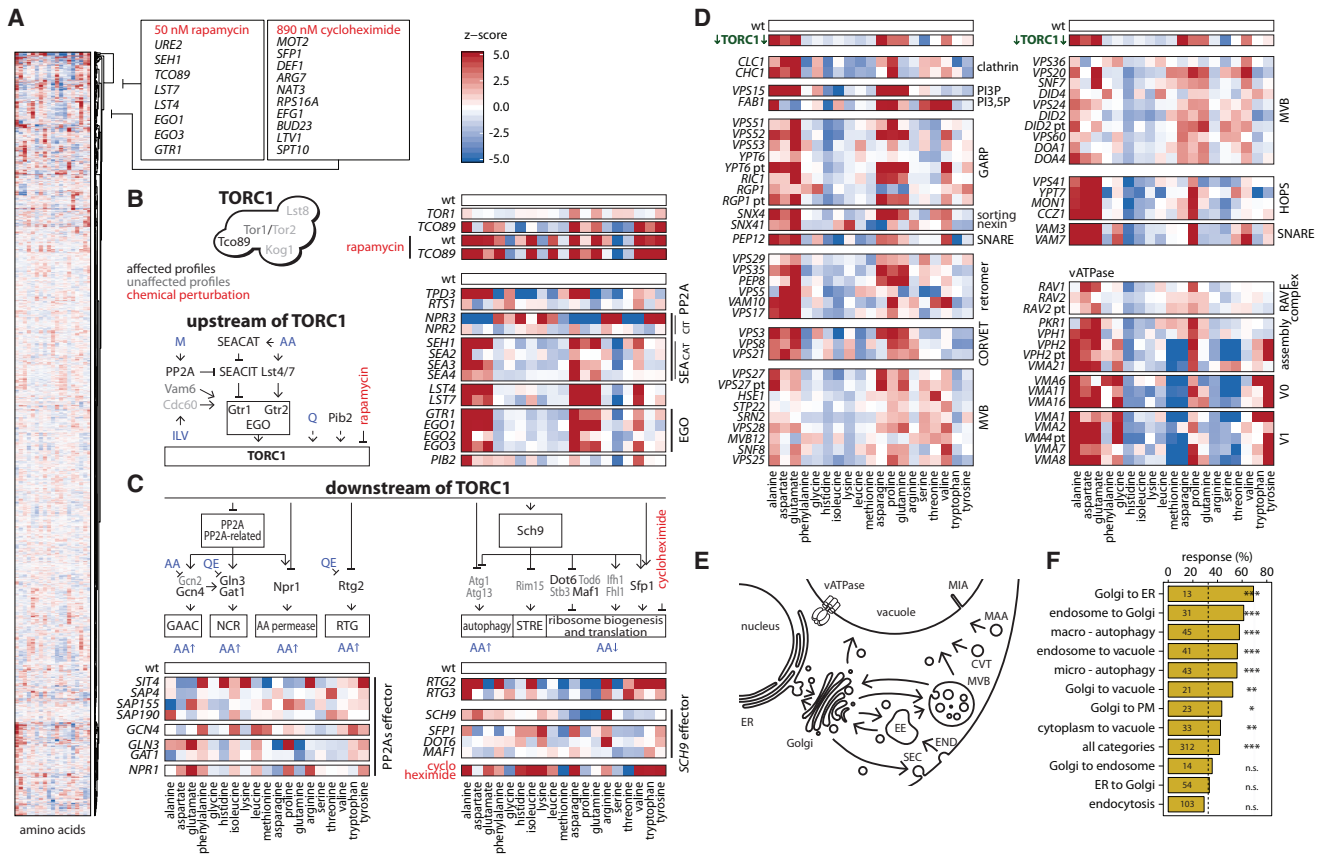 A
50 nM rapamycin
URE2
SEH1
TCO89
LST7
LST4
EGO1
EGO3
GTR1
890 nM cycloheximide
MOT2
SFP1
DEF1
ARG7
NAT3
RPS16A
EFG1
BUD23
LTV1
SPT10
z-score
5.0
2.5
0.0
-2.5
-5.0
amino acids
B
TORC1
Lst8
Tor1/Tor2
Tco89
Kog1
affected profiles
unaffected profiles
chemical perturbation
upstream of TORC1
M
SEACAT
AA
PP2A
SEACIT
Lst4/7
Vam6
Cdc60
Gtr1
Gtr2
EGO
Q
Pib2
rapamycin
ILV
TORC1
wt
TOR1
TCO89
rapamycin
wt
TCO89
wt
TPD3
RTS1
PP2A
NPR3
NPR2
CIT
SEH1
SEA2
SEA3
SEA4
SEA-CAT
LST4
LST7
GTR1
EGO1
EGO2
EGO3
EGO
PIB2
C
downstream of TORC1
PP2A
PP2A-related
AA
QE
Gcn2
Gcn4
Gln3
Gat1
Npr1
QE
Rtg2
GAAC
NCR
AA permease
RTG
AA↑
AA↑
AA↑
AA↑
Sch9
cycloheximide
Atg1
Atg13
Rim15
Dot6
Tod6
Stb3
Maf1
Ifh1
Fhl1
Sfp1
autophagy
STRE
ribosome biogenesis
and translation
AA↑
AA↓
wt
SIT4
SAP4
SAP155
SAP190
GCN4
GLN3
GAT1
NPR1
PP2As effector
alanine
aspartate
glutamate
phenylalanine
glycine
histidine
isoleucine
lysine
leucine
methionine
asparagine
proline
glutamine
arginine
serine
threonine
valine
tryptophan
tyrosine
wt
RTG2
RTG3
SCH9
SFP1
DOT6
MAF1
cyclo
heximide
SCH9 effector
alanine
aspartate
glutamate
phenylalanine
glycine
histidine
isoleucine
lysine
leucine
methionine
asparagine
proline
glutamine
arginine
serine
threonine
valine
tryptophan
tyrosine
D
wt
↓TORC1↓
CLC1
CHC1
clathrin
VPS15
PI3P
FAB1
PI3,5P
VPS51
VPS52
VPS53
YPT6
YPT6 pt
RIC1
RGP1
RGP1 pt
GARP
SNX4
SNX41
sorting
nexin
PEP12
SNARE
VPS29
VPS35
PEP8
VPS5
VAM10
VPS17
retromer
VPS3
VPS8
VPS21
CORVET
VPS27
VPS27 pt
HSE1
STP22
SRN2
VPS28
MVB12
SNF8
VPS25
MVB
alanine
aspartate
glutamate
phenylalanine
glycine
histidine
isoleucine
lysine
leucine
methionine
asparagine
proline
glutamine
arginine
serine
threonine
valine
tryptophan
tyrosine
wt
↓TORC1↓
VPS36
VPS20
SNF7
DID4
VPS24
DID2
DID2 pt
VPS60
DOA1
DOA4
MVB
VPS41
YPT7
MON1
CCZ1
HOPS
VAM3
VAM7
SNARE
vATPase
RAV1
RAV2
RAV2 pt
RAVE
complex
PKR1
VPH1
VPH2
VPH2 pt
VMA21
assembly
VMA6
VMA11
VMA16
V0
VMA1
VMA2
VMA4 pt
VMA7
VMA8
V1
alanine
aspartate
glutamate
phenylalanine
glycine
histidine
isoleucine
lysine
leucine
methionine
asparagine
proline
glutamine
arginine
serine
threonine
valine
tryptophan
tyrosine
E
vATPase
vacuole
MIA
MAA
nucleus
CVT
MVB
ER
Golgi
EE
END
SEC
F
response (%)
0 20 40 60 80
Golgi to ER 13 ***
endosome to Golgi 31 ***
macro - autophagy 45 ***
endosome to vacuole 41 ***
micro - autophagy 43 ***
Golgi to vacuole 21 **
Golgi to PM 23 *
cytoplasm to vacuole 33 **
all categories 312 ***
Golgi to endosome 14 n.s.
ER to Golgi 54 n.s.
endocytosis 103 n.s.